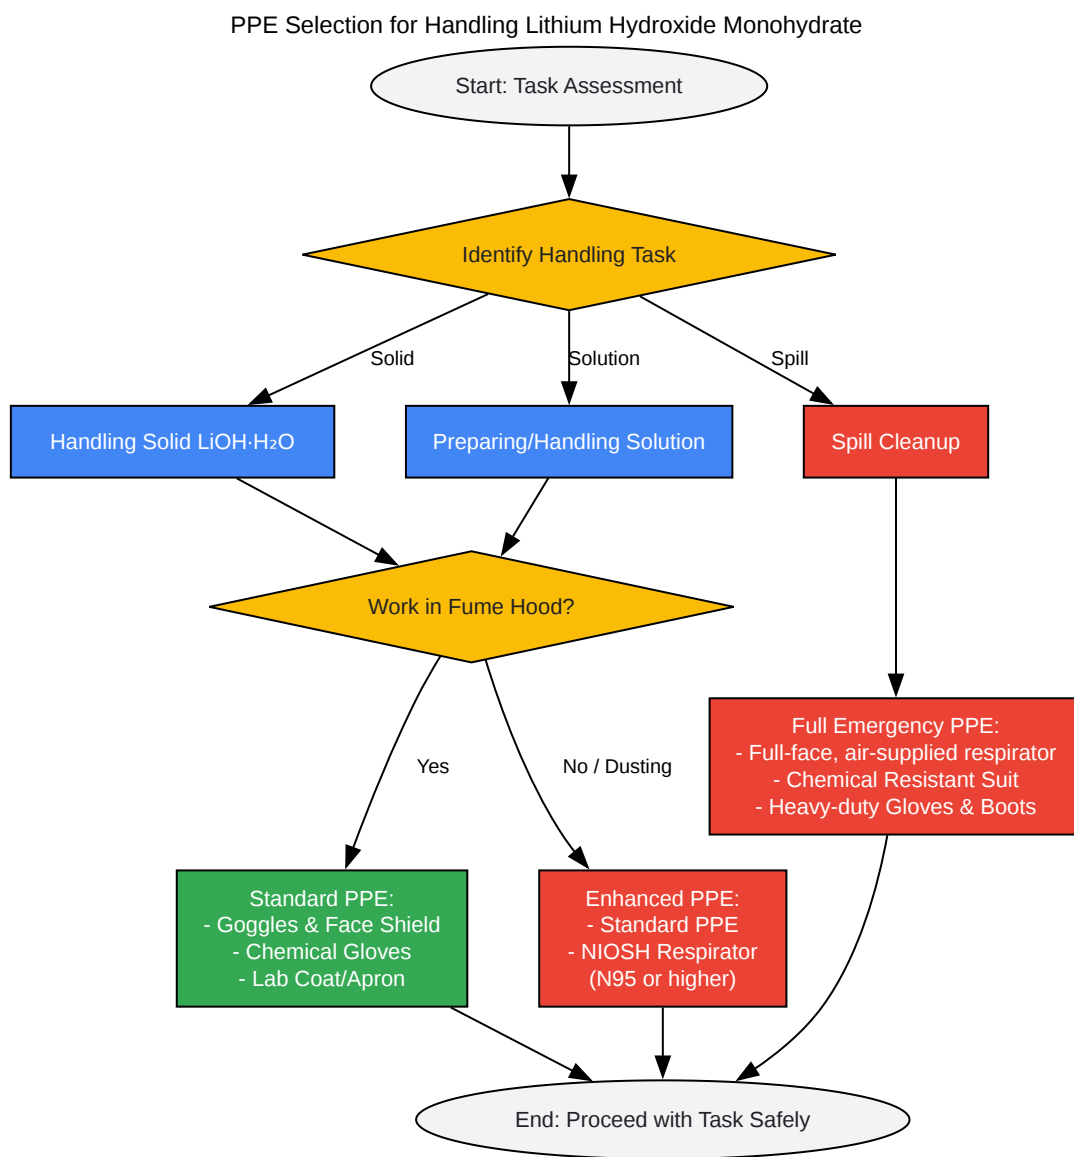 PPE Selection for Handling Lithium Hydroxide Monohydrate
Start: Task Assessment
Identify Handling Task
Solid
Solution
Spill
Handling Solid LiOH·H₂O
Preparing/Handling Solution
Spill Cleanup
Work in Fume Hood?
Yes
No / Dusting
Full Emergency PPE:
- Full-face, air-supplied respirator
- Chemical Resistant Suit
- Heavy-duty Gloves & Boots
Standard PPE:
- Goggles & Face Shield
- Chemical Gloves
- Lab Coat/Apron
Enhanced PPE:
- Standard PPE
- NIOSH Respirator
(N95 or higher)
End: Proceed with Task Safely